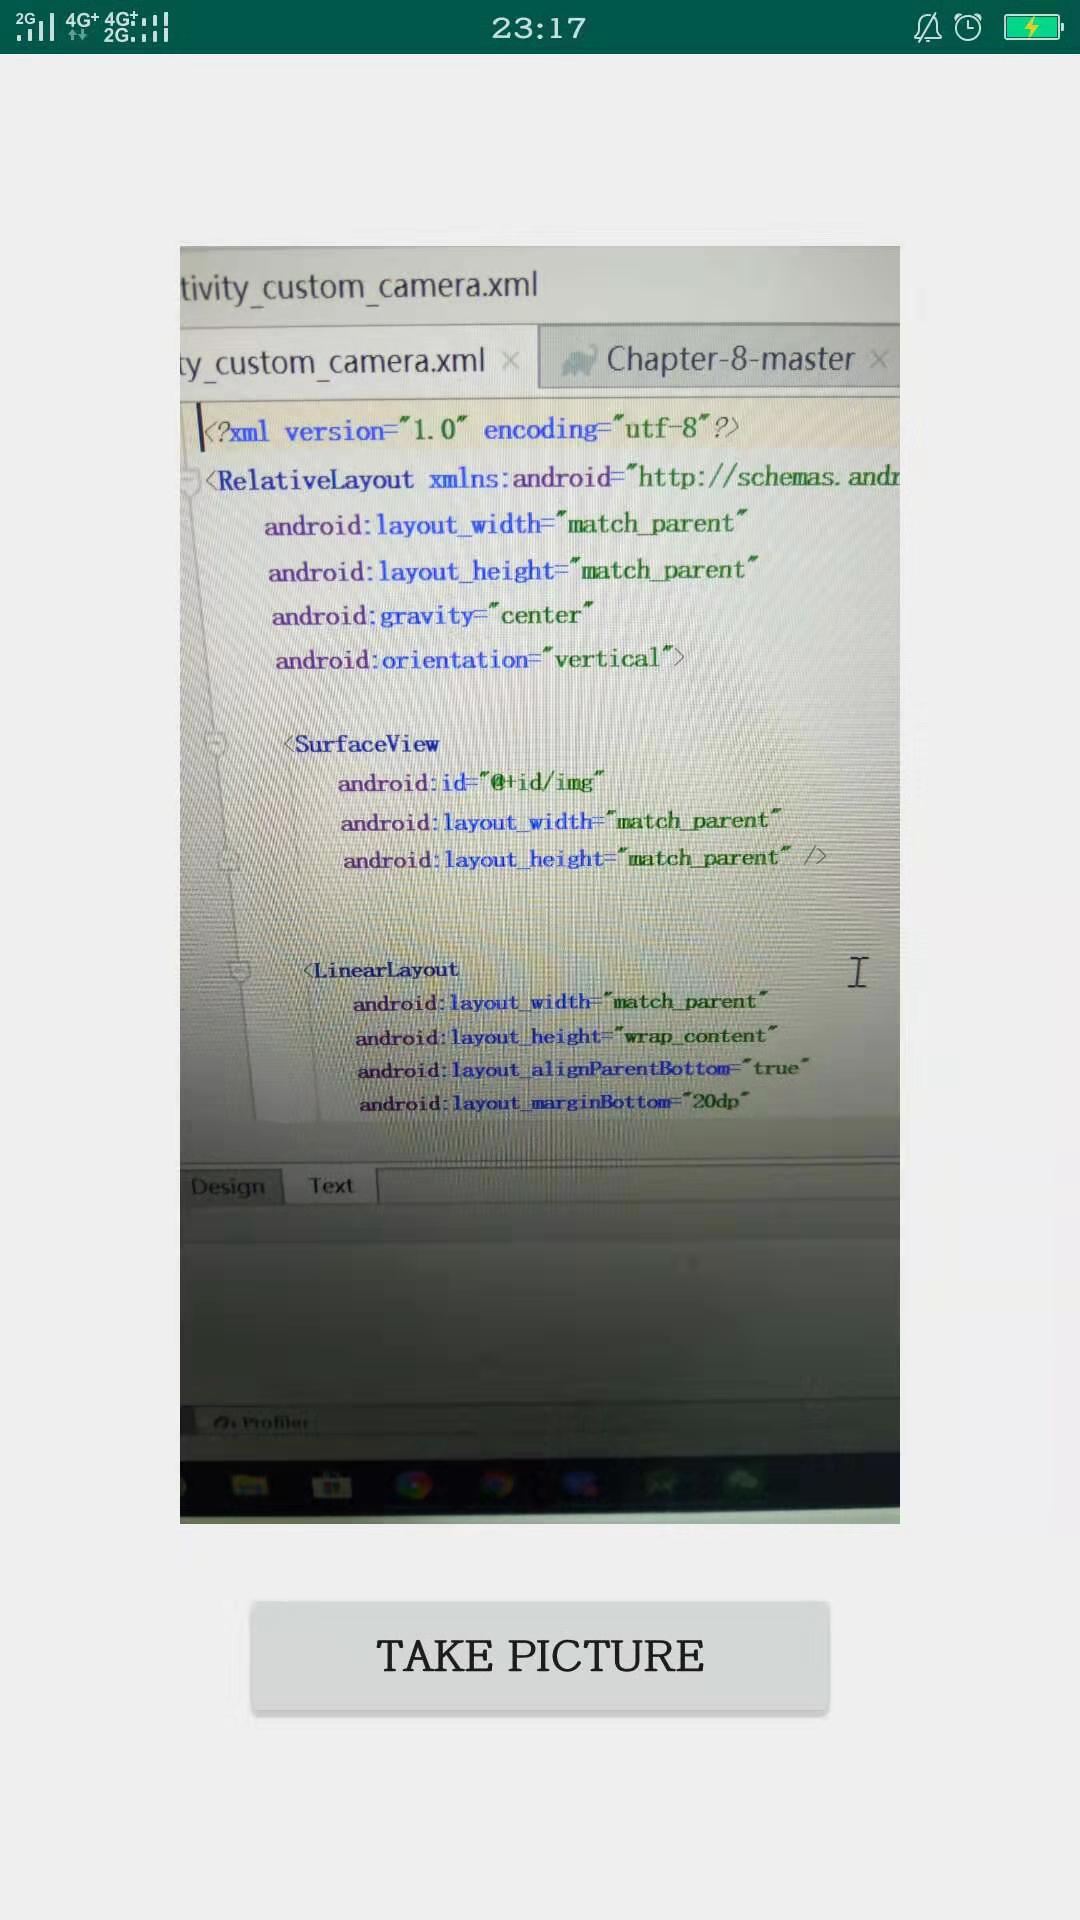 2G 4G+ 4G+ 2G 23:17
tivity_custom_camera.xml
ty_custom_camera.xml × Chapter-8-master ×
<?xml version="1.0" encoding="utf-8"?>
<RelativeLayout xmlns:android="http://schemas.andr
android:layout_width="match_parent"
android:layout_height="match_parent"
android:gravity="center"
android:orientation="vertical">
<SurfaceView
android:id="@+id/img"
android:layout_width="match_parent"
android:layout_height="match_parent" />
<LinearLayout
android:layout_width="match_parent"
android:layout_height="wrap_content"
android:layout_alignParentBottom="true"
android:layout_marginBottom="20dp"
Design Text
Profiler
TAKE PICTURE